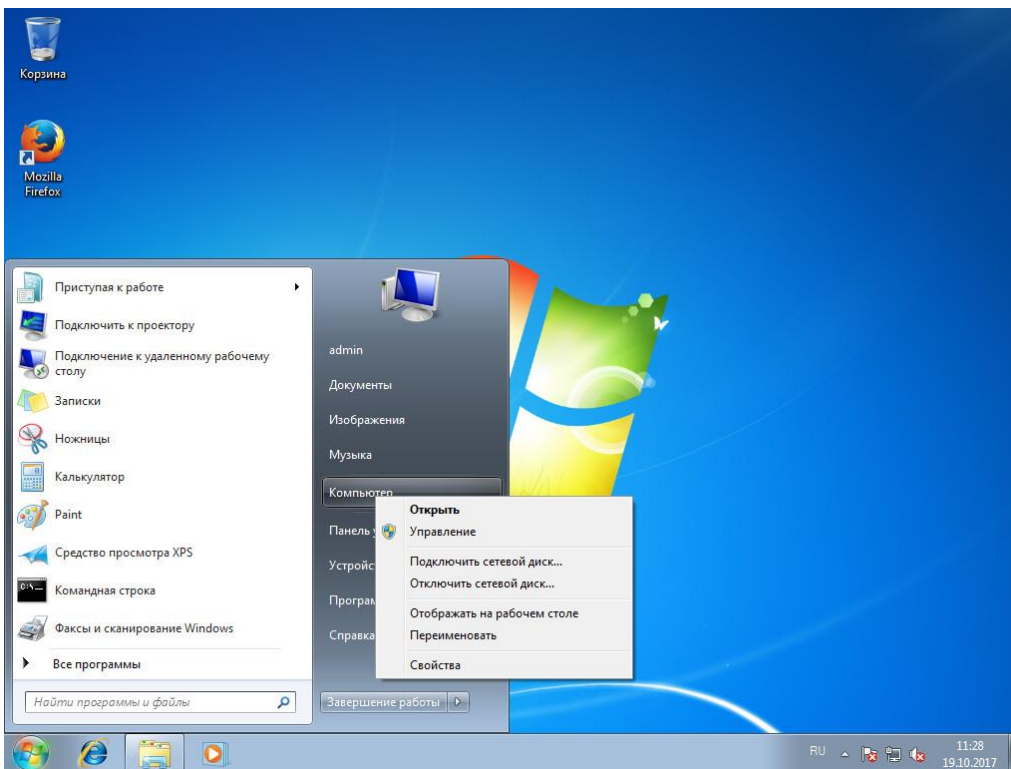 Корзина
Mozilla
Firefox
Приступая к работе
Подключить к проектору
Подключение к удаленному рабочему
столу
Записки
Ножницы
Калькулятор
Paint
Средство просмотра XPS
Командная строка
Факсы и сканирование Windows
Все программы
Найти программы и файлы
admin
Документы
Изображения
Музыка
Компьютер
Панель
Открыть
Управление
Подключить сетевой диск...
Отключить сетевой диск...
Отображать на рабочем столе
Переименовать
Свойства
Справка
Завершение работы
RU
11:28
19.10.2017